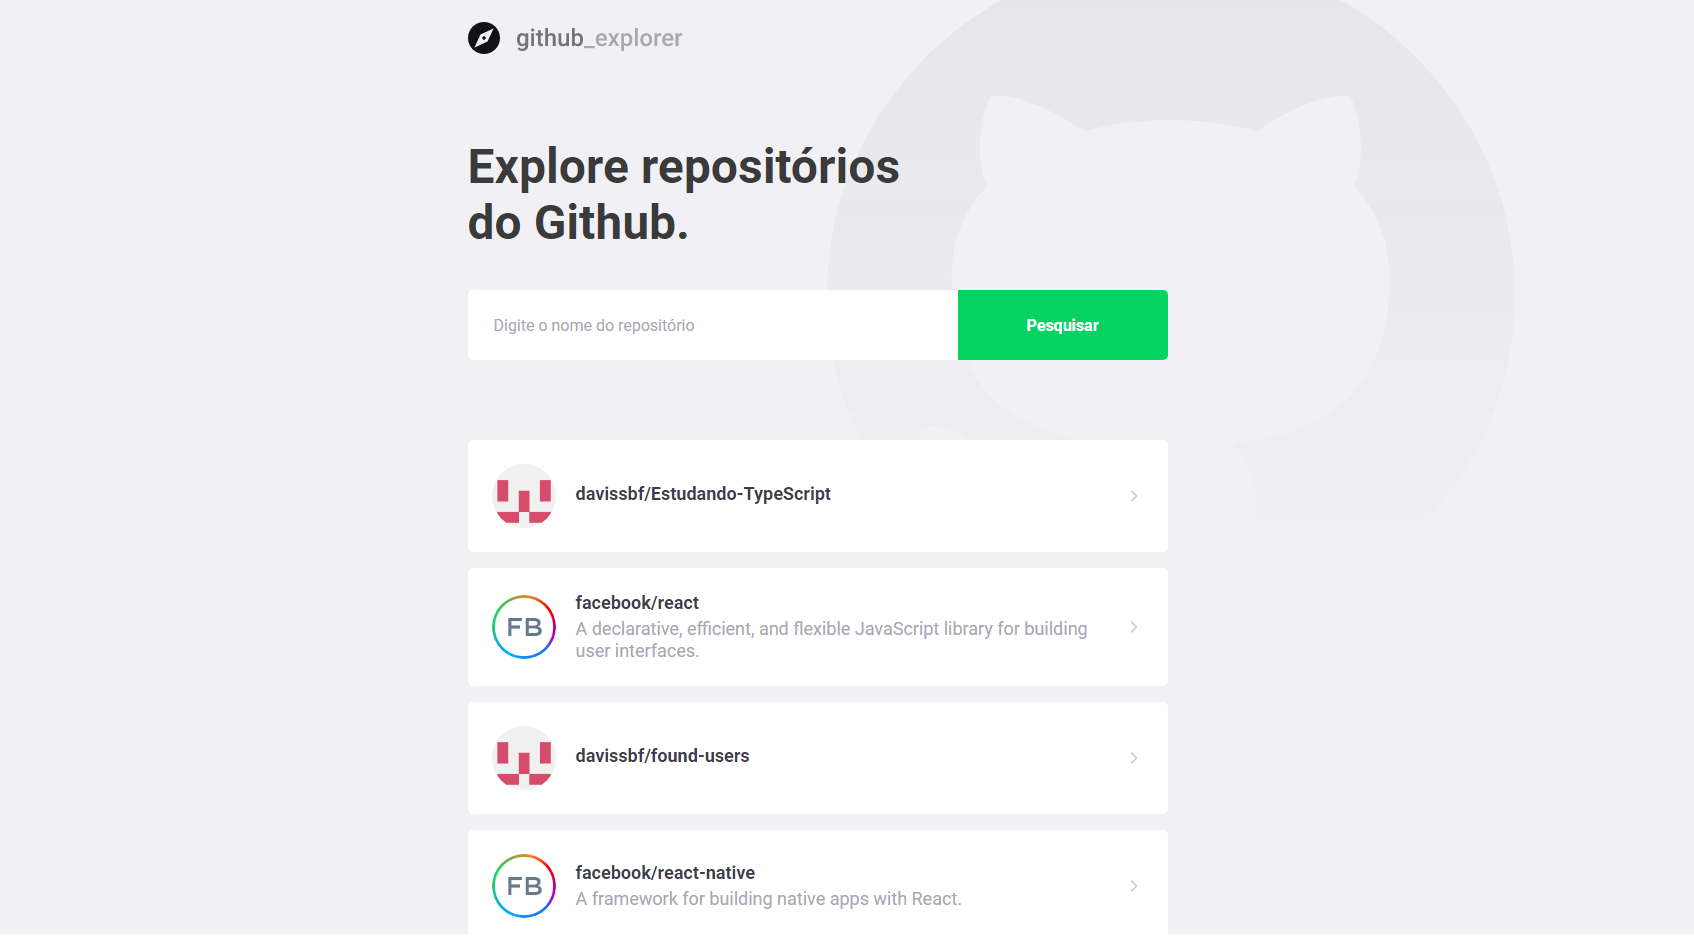 github_explorer
Explore repositórios
do Github.
Digite o nome do repositório
Pesquisar
davissbf/Estudando-TypeScript
FB
facebook/react
A declarative, efficient, and flexible JavaScript library for building
user interfaces.
davissbf/found-users
FB
facebook/react-native
A framework for building native apps with React.